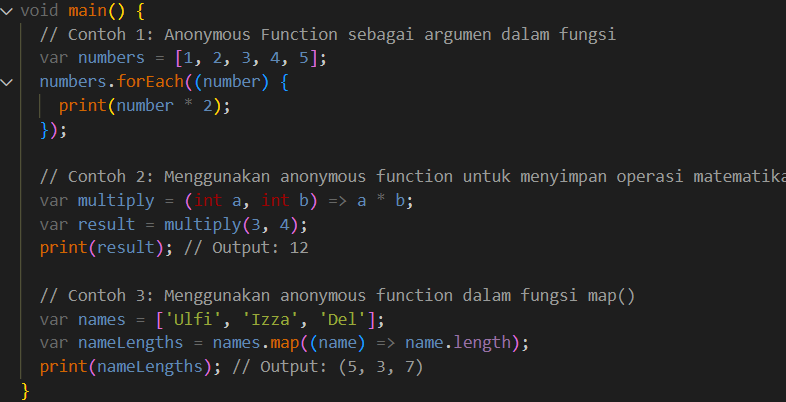 void main() {
// Contoh 1: Anonymous Function sebagai argumen dalam fungsi
var numbers = [1, 2, 3, 4, 5];
numbers.forEach((number) {
print(number * 2);
});
// Contoh 2: Menggunakan anonymous function untuk menyimpan operasi matematika
var multiply = (int a, int b) => a * b;
var result = multiply(3, 4);
print(result); // Output: 12
// Contoh 3: Menggunakan anonymous function dalam fungsi map()
var names = ['Ulfi', 'Izza', 'Del'];
var nameLengths = names.map((name) => name.length);
print(nameLengths); // Output: (5, 3, 7)
}